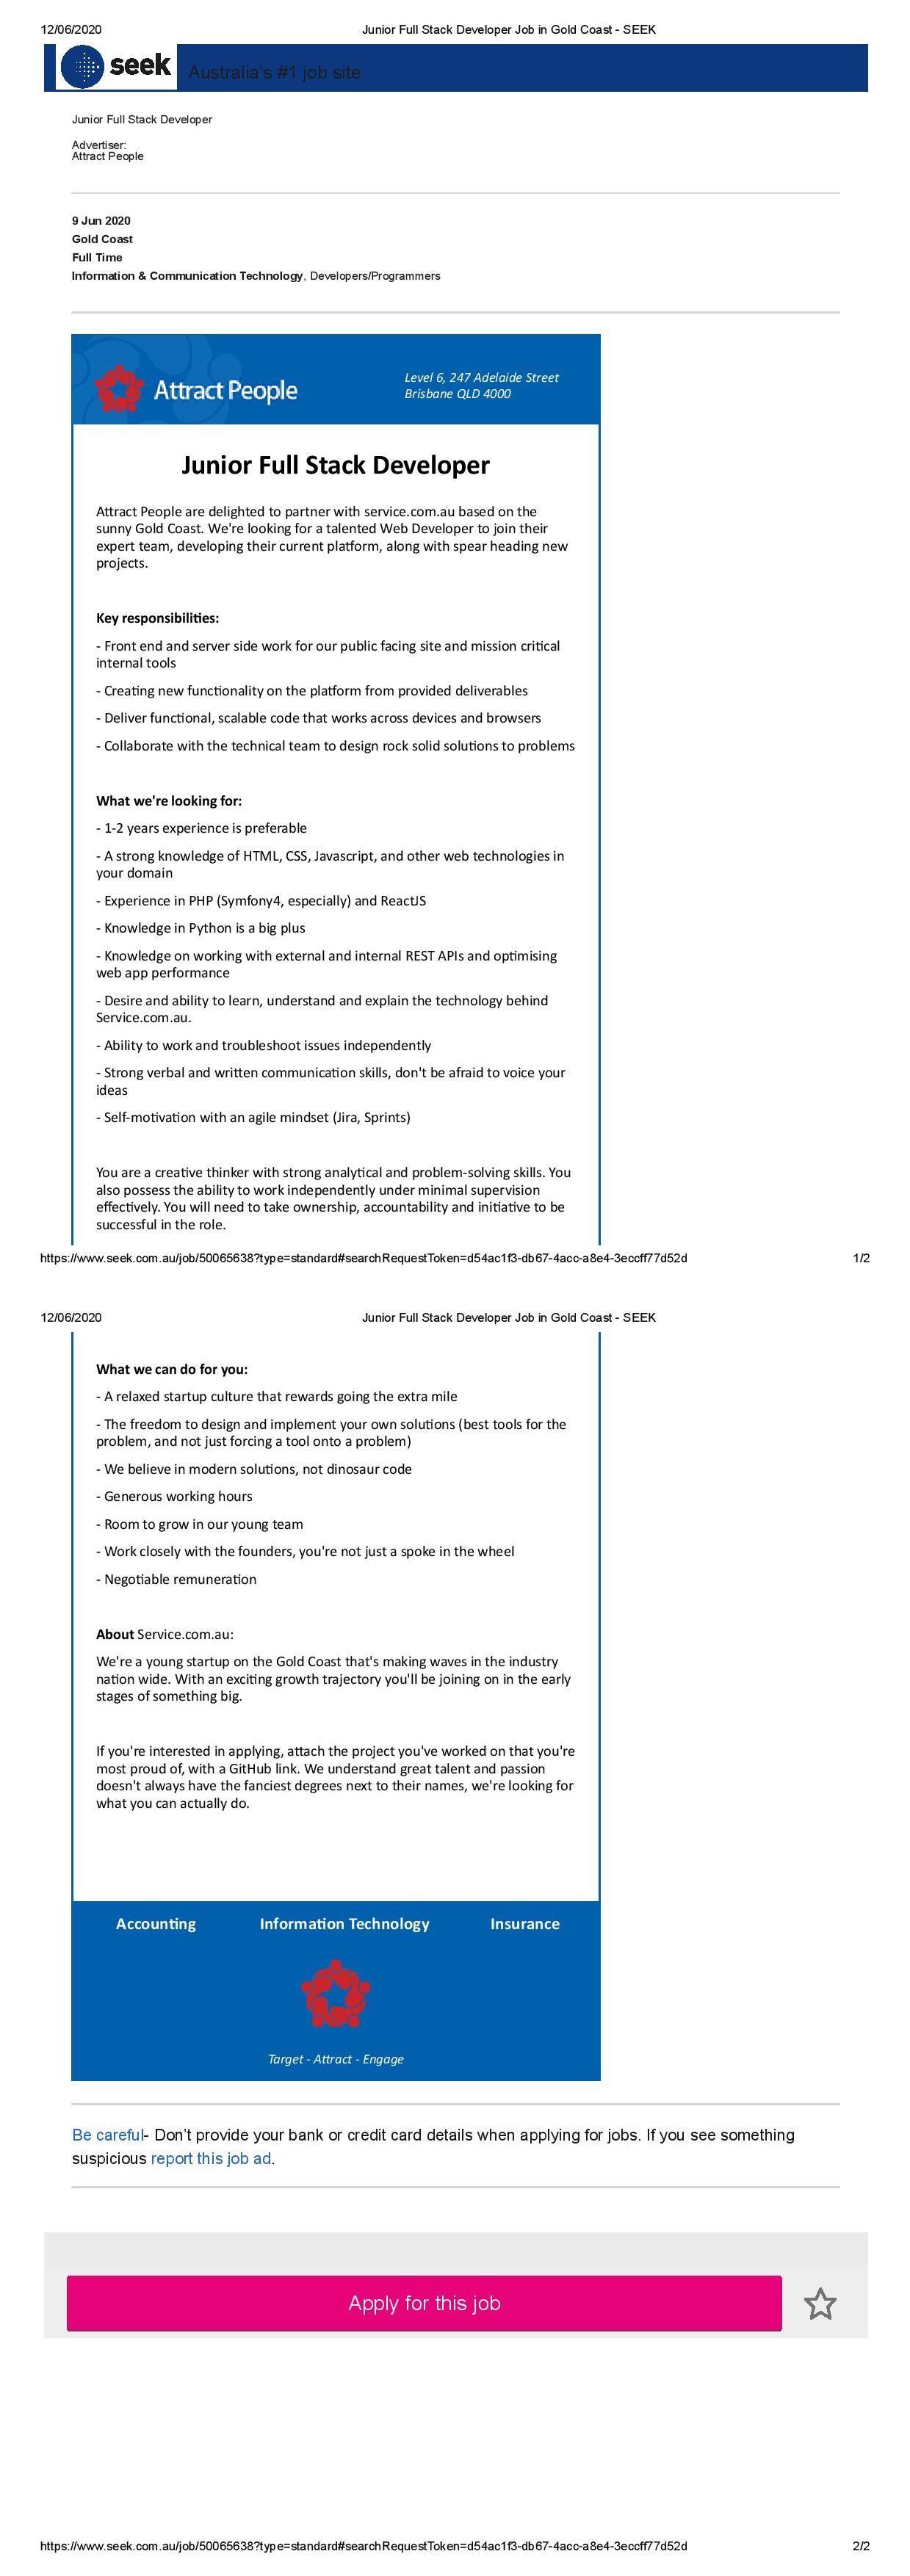 12/06/2020 Junior Full Stack Developer Job in Gold Coast - SEEK
seek Australia's #1 job site
Junior Full Stack Developer
Advertiser:
Attract People
9 Jun 2020
Gold Coast
Full Time
Information & Communication Technology, Developers/Programmers
Attract People
Level 6, 247 Adelaide Street
Brisbane QLD 4000
Junior Full Stack Developer
Attract People are delighted to partner with service.com.au based on the
sunny Gold Coast. We're looking for a talented Web Developer to join their
expert team, developing their current platform, along with spear heading new
projects.
Key responsibilities:
- Front end and server side work for our public facing site and mission critical
internal tools
- Creating new functionality on the platform from provided deliverables
- Deliver functional, scalable code that works across devices and browsers
- Collaborate with the technical team to design rock solid solutions to problems
What we're looking for:
- 1-2 years experience is preferable
- A strong knowledge of HTML, CSS, Javascript, and other web technologies in
your domain
- Experience in PHP (Symfony4, especially) and ReactJS
- Knowledge in Python is a big plus
- Knowledge on working with external and internal REST APIs and optimising
web app performance
- Desire and ability to learn, understand and explain the technology behind
Service.com.au.
- Ability to work and troubleshoot issues independently
- Strong verbal and written communication skills, don't be afraid to voice your
ideas
- Self-motivation with an agile mindset (Jira, Sprints)
You are a creative thinker with strong analytical and problem-solving skills. You
also possess the ability to work independently under minimal supervision
effectively. You will need to take ownership, accountability and initiative to be
successful in the role.
https://www.seek.com.au/job/50065638?type=standard#searchRequestToken=d54ac1f3-db67-4acc-a8e4-3eccff77d52d 1/2
12/06/2020 Junior Full Stack Developer Job in Gold Coast - SEEK
What we can do for you:
- A relaxed startup culture that rewards going the extra mile
- The freedom to design and implement your own solutions (best tools for the
problem, and not just forcing a tool onto a problem)
- We believe in modern solutions, not dinosaur code
- Generous working hours
- Room to grow in our young team
- Work closely with the founders, you're not just a spoke in the wheel
- Negotiable remuneration
About Service.com.au:
We're a young startup on the Gold Coast that's making waves in the industry
nation wide. With an exciting growth trajectory you'll be joining on in the early
stages of something big.
If you're interested in applying, attach the project you've worked on that you're
most proud of, with a GitHub link. We understand great talent and passion
doesn't always have the fanciest degrees next to their names, we're looking for
what you can actually do.
Accounting Information Technology Insurance
Target - Attract - Engage
Be careful- Don't provide your bank or credit card details when applying for jobs. If you see something
suspicious report this job ad.
Apply for this job
https://www.seek.com.au/job/50065638?type=standard#searchRequestToken=d54ac1f3-db67-4acc-a8e4-3eccff77d52d 2/2